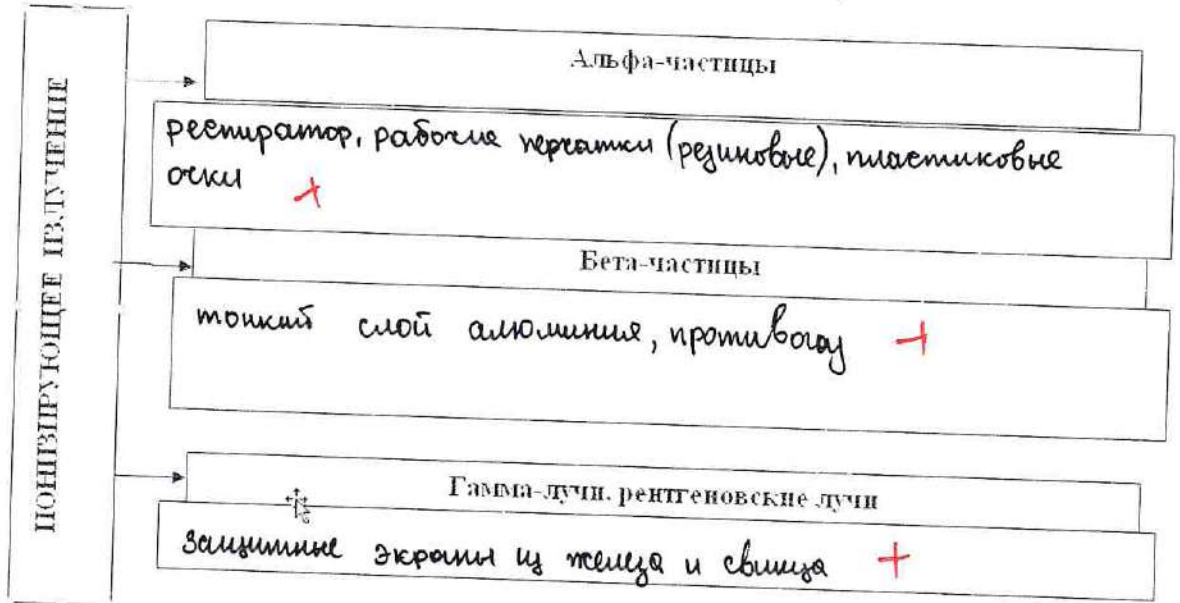 ИОНИЗИРУЮЩЕЕ ИЗЛУЧЕНИЕ
Альфа-частицы
респиратор, рабочие перчатки (резиновые), пластиковые
очки +
Бета-частицы
тонкий слой алюминия, противогаз +
Гамма-лучи, рентгеновские лучи
защитные экраны из железа и свинца +